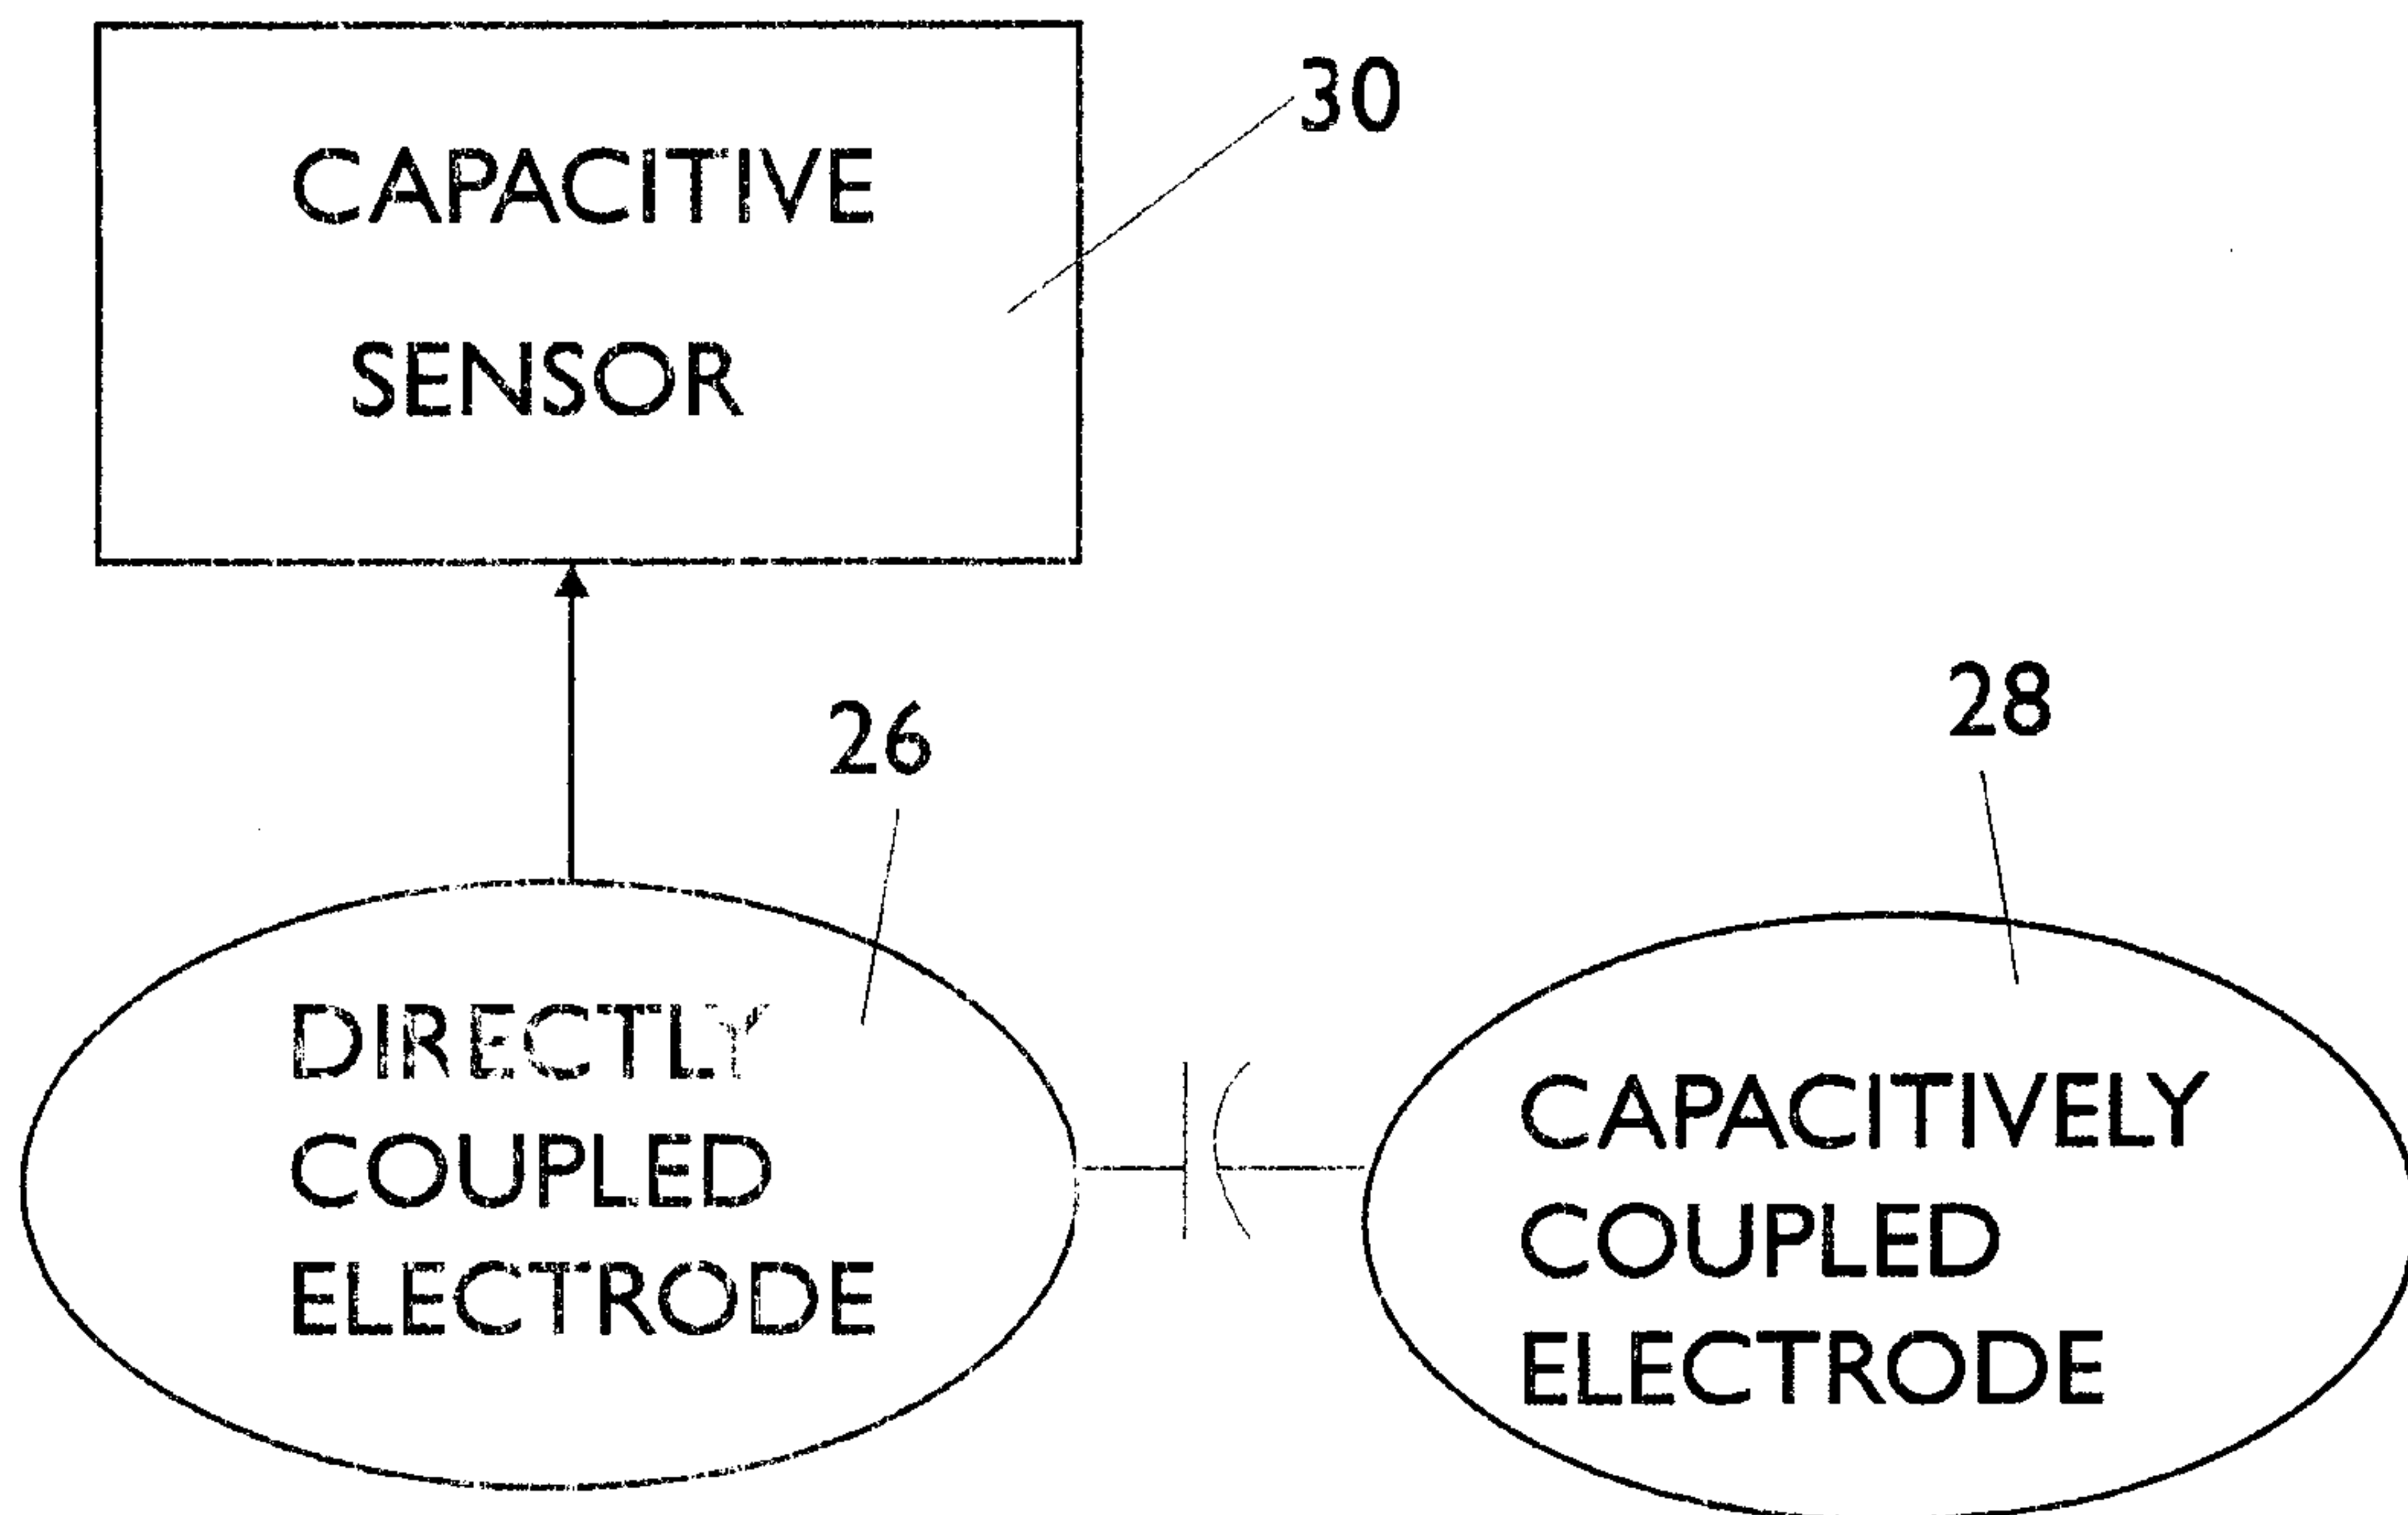 CAPACITIVE
SENSOR
30
26
28
DIRECTLY
COUPLED
ELECTRODE
CAPACITIVELY
COUPLED
ELECTRODE